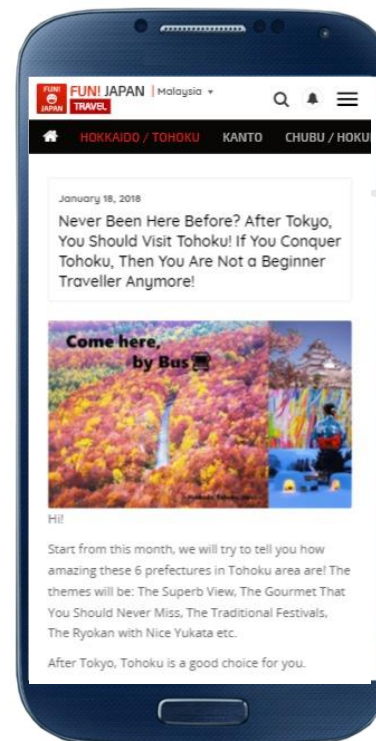 FUN! JAPAN
FUN! JAPAN | Malaysia
TRAVEL
HOKKAIDO / TOHOKU KANTO CHUBU / HOKU
January 18, 2018
Never Been Here Before? After Tokyo,
You Should Visit Tohoku! If You Conquer
Tohoku, Then You Are Not a Beginner
Traveller Anymore!
Come here,
by Bus
Hi!
Start from this month, we will try to tell you how
amazing these 6 prefectures in Tohoku area are! The
themes will be: The Superb View, The Gourmet That
You Should Never Miss, The Traditional Festivals,
The Ryokan with Nice Yukata etc.
After Tokyo, Tohoku is a good choice for you.